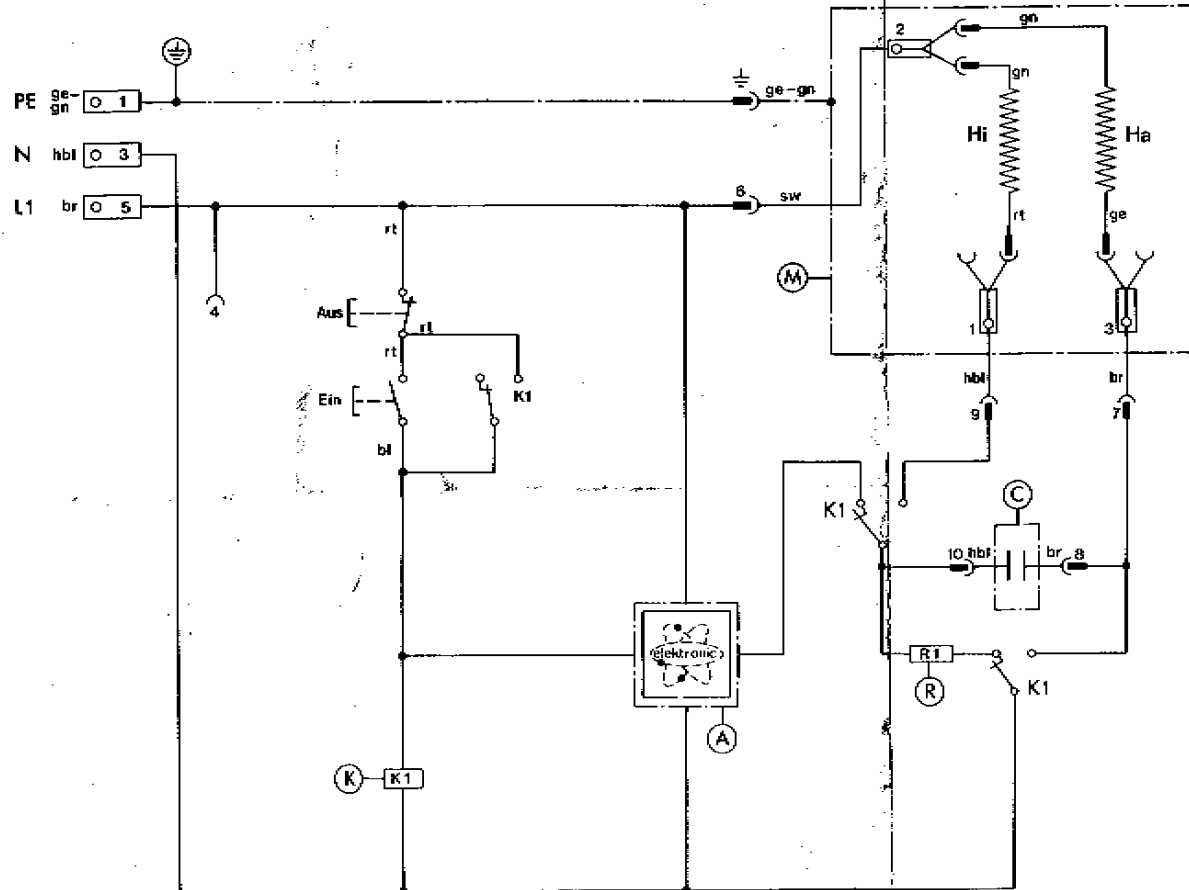 2
gn
gn
PE ge-gn 1
ge-gn
Hi
Ha
N hbl 3
L1 br 5
6
sw
rt
rt
ge
M
4
Aus
rt
rt
1
3
K1
hbl
br
Ein
9
7
bl
K1
C
10 hbl
br 8
elektronic
R1
K1
R
A
K
K1